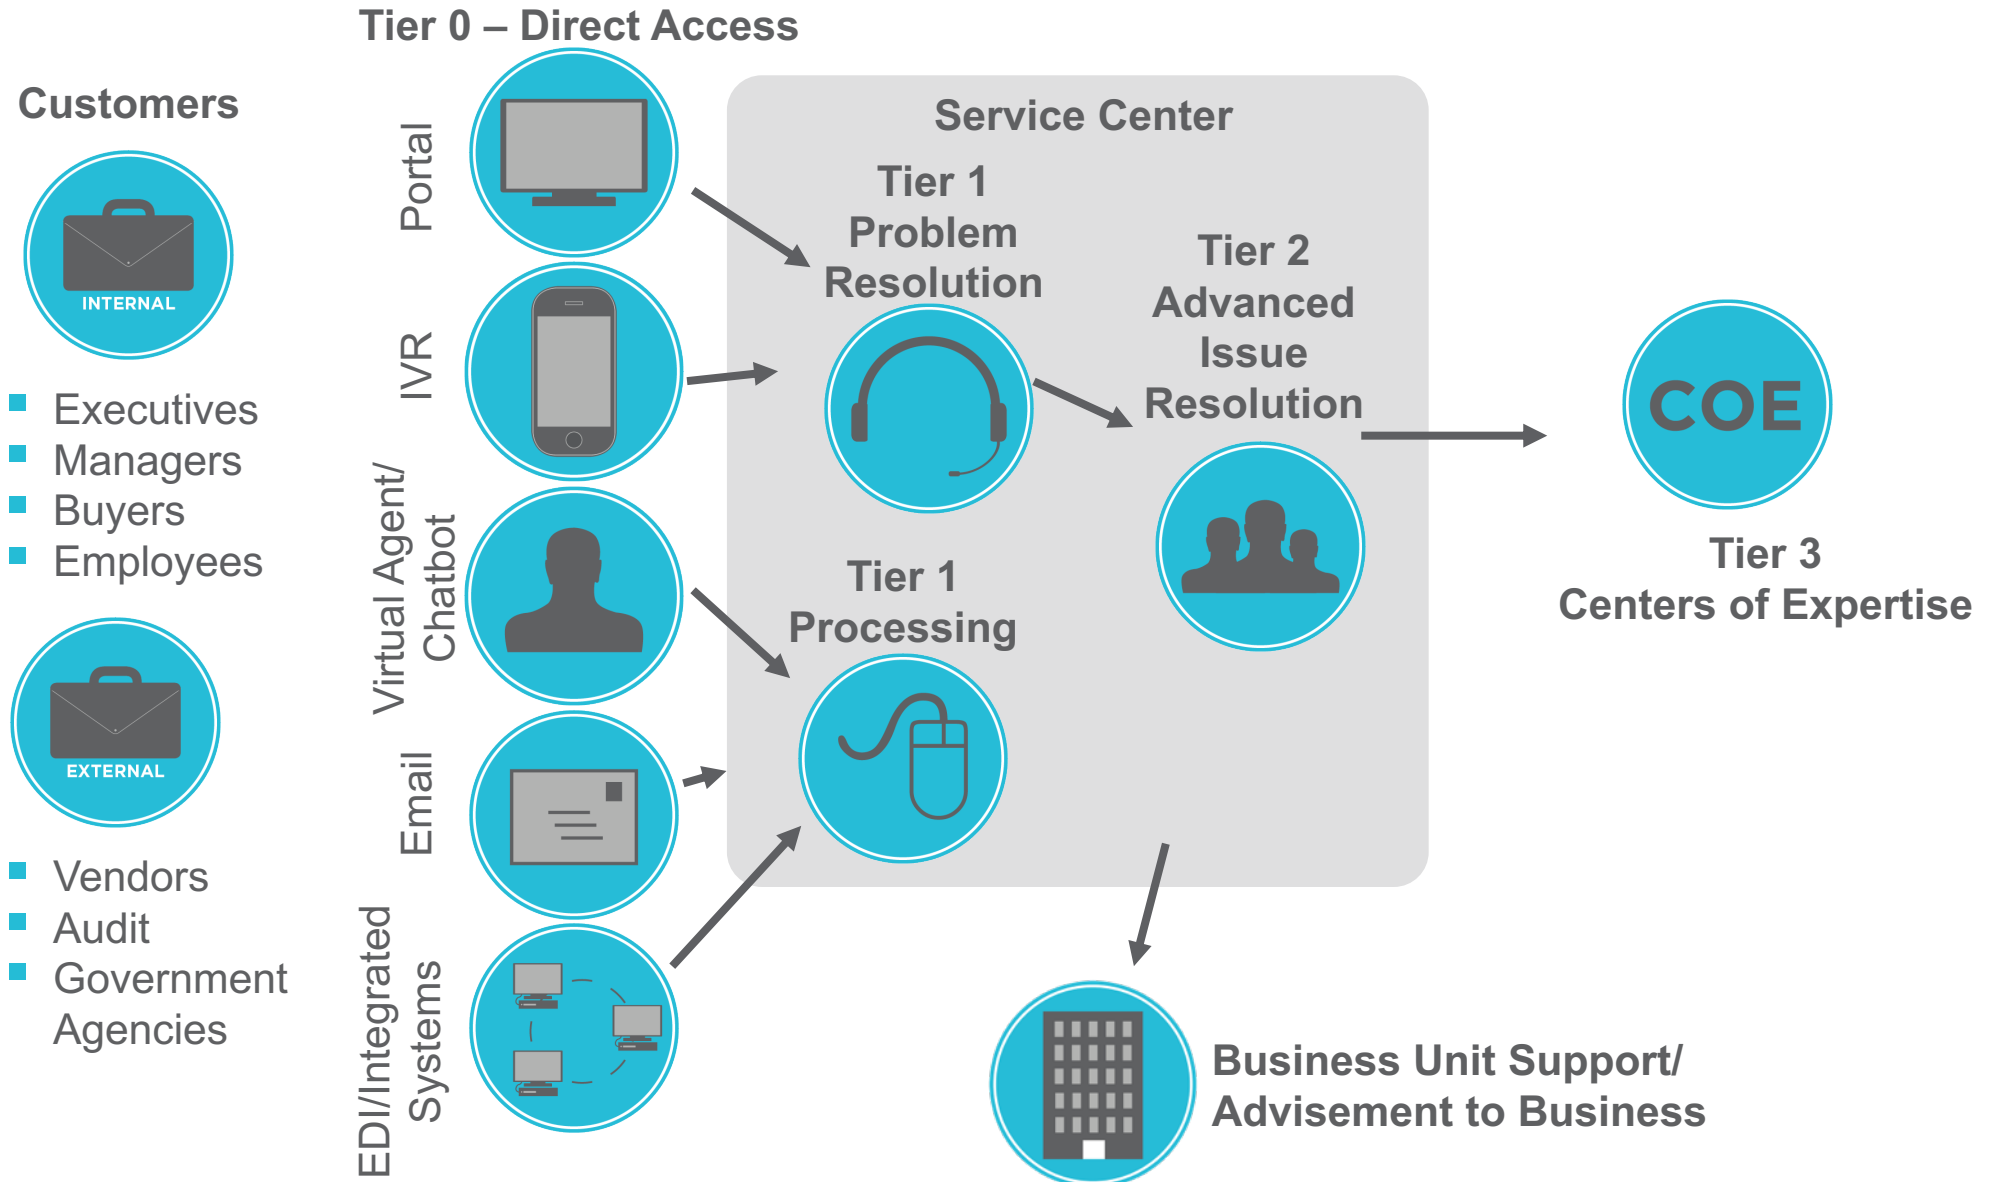 Tier 0 – Direct Access
Customers
INTERNAL
Executives
Managers
Buyers
Employees
EXTERNAL
Vendors
Audit
Government
Agencies
Portal
IVR
Virtual Agent/
Chatbot
Email
EDI/Integrated
Systems
Service Center
Tier 1
Problem
Resolution
Tier 1
Processing
Tier 2
Advanced
Issue
Resolution
COE
Tier 3
Centers of Expertise
Business Unit Support/
Advisement to Business